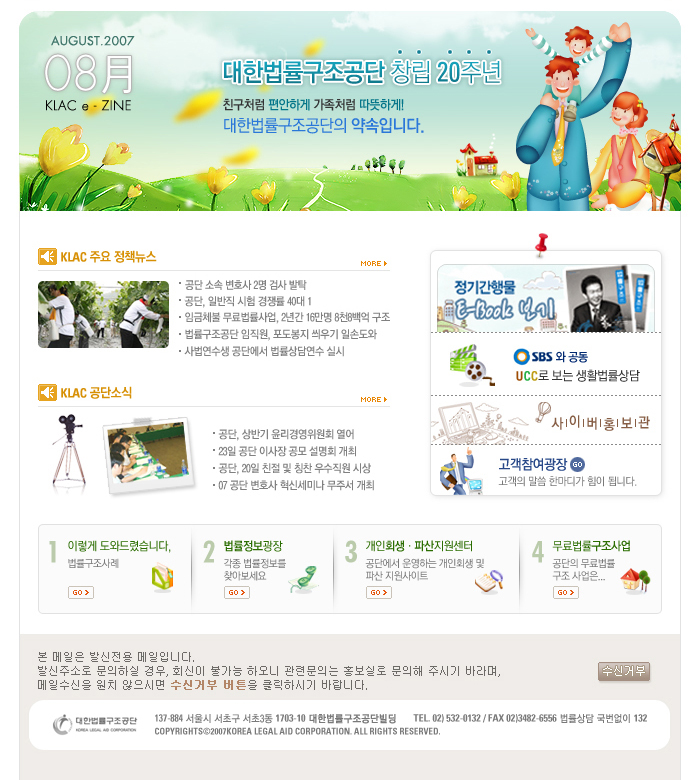 AUGUST.2007
08月
KLAC e - ZINE
대한법률구조공단 창립 20주년
친구처럼 편안하게 가족처럼 따뜻하게!
대한법률구조공단의 약속입니다.
KLAC 주요 정책뉴스
MORE
· 공단 소속 변호사 2명 검사 발탁
· 공단, 일반직 시험 경쟁률 40대 1
· 임금체불 무료법률사업, 2년간 16만명 8천8백억 구조
· 법률구조공단 임직원, 포도봉지 씌우기 일손도와
· 사법연수생 공단에서 법률상담연수 실시
KLAC 공단소식
MORE
· 공단, 상반기 윤리경영위원회 열어
· 23일 공단 이사장 공모 설명회 개최
· 공단, 20일 친절 및 칭찬 우수직원 시상
· 07 공단 변호사 혁신세미나 무주서 개최
정기간행물
E-Book 보기
법률구조
SBS 와 공동
UCC로 보는 생활법률상담
사이버홍보관
고객참여광장 GO
고객의 말씀 한마디가 힘이 됩니다.
1 이렇게 도와드렸습니다,
법률구조사례
GO
2 법률정보광장
각종 법률정보를
찾아보세요
GO
3 개인회생·파산지원센터
공단에서 운영하는 개인회생 및
파산 지원사이트
GO
4 무료법률구조사업
공단의 무료법률
구조 사업은...
GO
본 메일은 발신전용 메일입니다.
발신주소로 문의하실 경우, 회신이 불가능 하오니 관련문의는 홍보실로 문의해 주시기 바라며,
메일수신을 원치 않으시면 수신거부 버튼을 클릭하시기 바랍니다.
수신거부
대한법률구조공단
KOREA LEGAL AID CORPORATION
137-884 서울시 서초구 서초3동 1703-10 대한법률구조공단빌딩 TEL. 02) 532-0132 / FAX 02)3482-6556 법률상담 국번없이 132
COPYRIGHTS©2007KOREA LEGAL AID CORPORATION. ALL RIGHTS RESERVED.